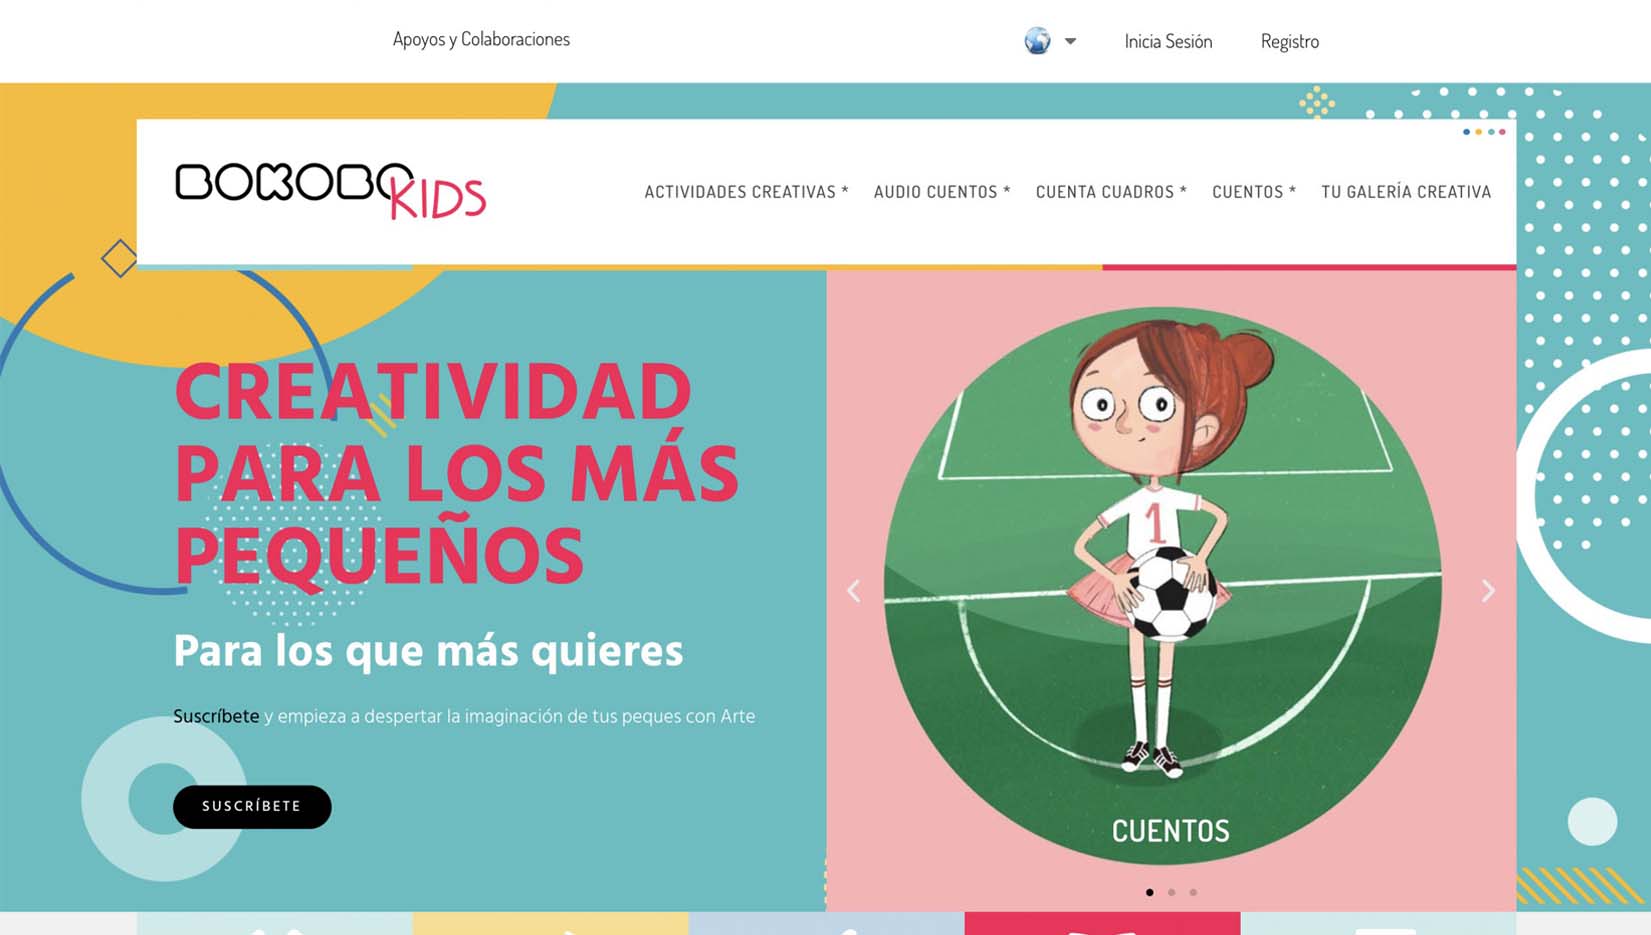 Apoyos y Colaboraciones
Inicia Sesión
Registro
BOKOBO KIDS
ACTIVIDADES CREATIVAS *
AUDIO CUENTOS *
CUENTA CUADROS *
CUENTOS *
TU GALERÍA CREATIVA
CREATIVIDAD
PARA LOS MÁS
PEQUEÑOS
Para los que más quieres
Suscríbete y empieza a despertar la imaginación de tus peques con Arte
SUSCRÍBETE
1
CUENTOS